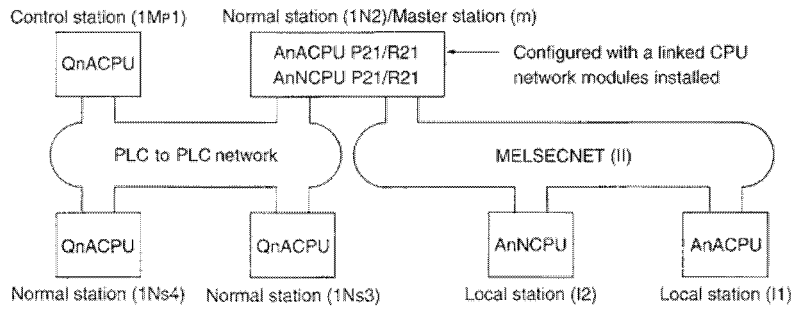 Control station (1MP1)
Normal station (1N2)/Master station (m)
QnACPU
AnACPU P21/R21
AnNCPU P21/R21
Configured with a linked CPU
network modules installed
PLC to PLC network
MELSECNET (II)
QnACPU
QnACPU
AnNCPU
AnACPU
Normal station (1Ns4)
Normal station (1Ns3)
Local station (l2)
Local station (l1)